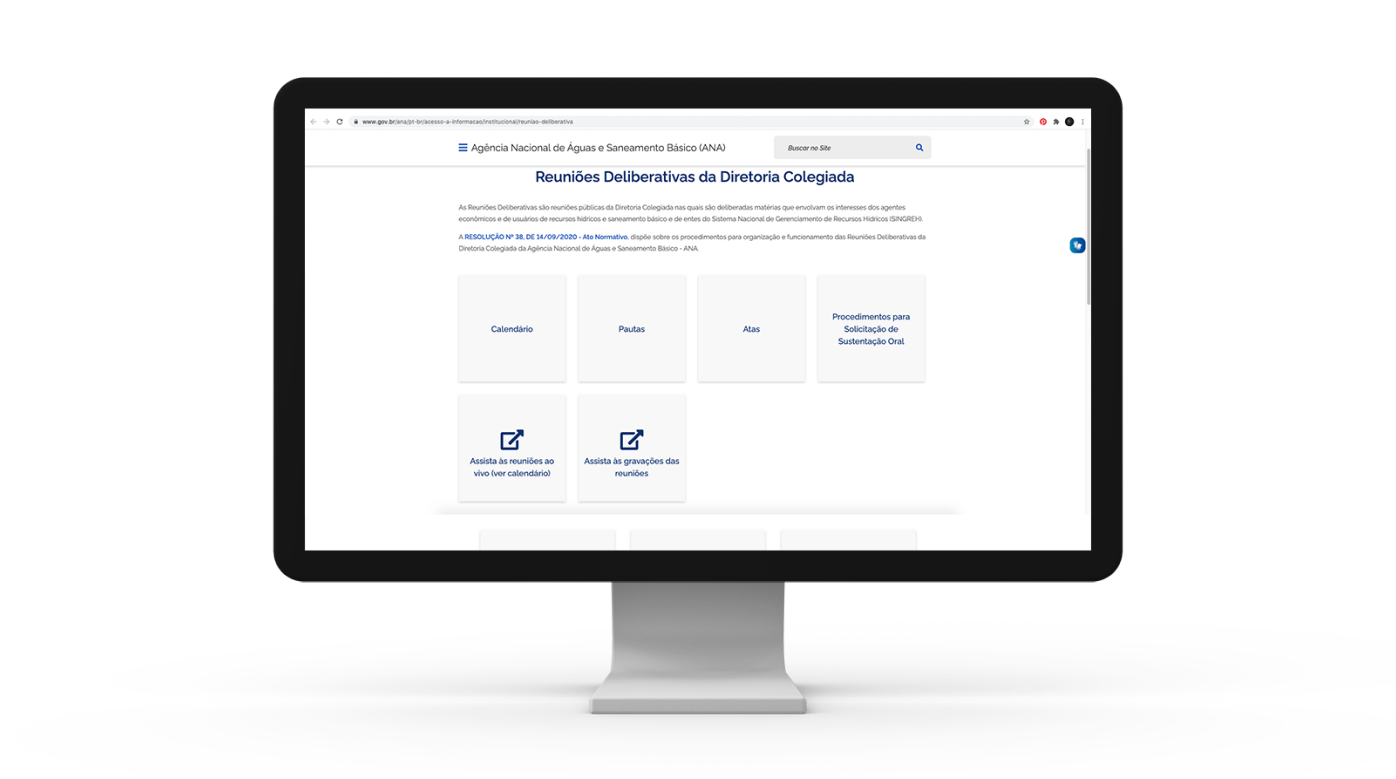 www.gov.br/ana/pt-br/acesso-a-informacao/institucional/reuniao-deliberativa
Agência Nacional de Águas e Saneamento Básico (ANA)
Buscar no Site
Reuniões Deliberativas da Diretoria Colegiada
As Reuniões Deliberativas são reuniões públicas da Diretoria Colegiada nas quais são deliberadas matérias que envolvam os interesses dos agentes
econômicos e de usuários de recursos hídricos e saneamento básico e de entes do Sistema Nacional de Gerenciamento de Recursos Hídricos (SINGREH).
A RESOLUÇÃO Nº 38, DE 14/09/2020 - Ato Normativo, dispõe sobre os procedimentos para organização e funcionamento das Reuniões Deliberativas da
Diretoria Colegiada da Agência Nacional de Águas e Saneamento Básico - ANA.
Calendário
Pautas
Atas
Procedimentos para
Solicitação de
Sustentação Oral
Assista às reuniões ao
vivo (ver calendário)
Assista às gravações das
reuniões